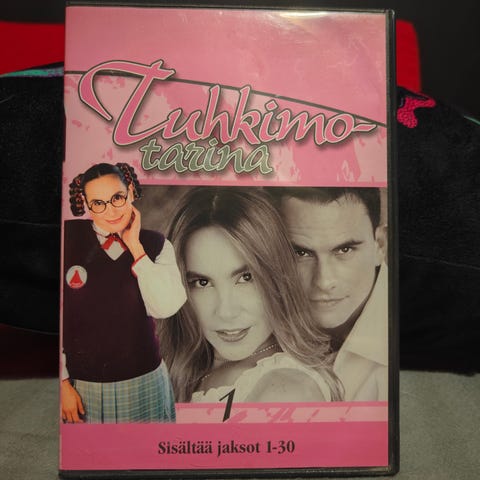 Tuhkimo-
tarina
1
Sisältää jaksot 1-30